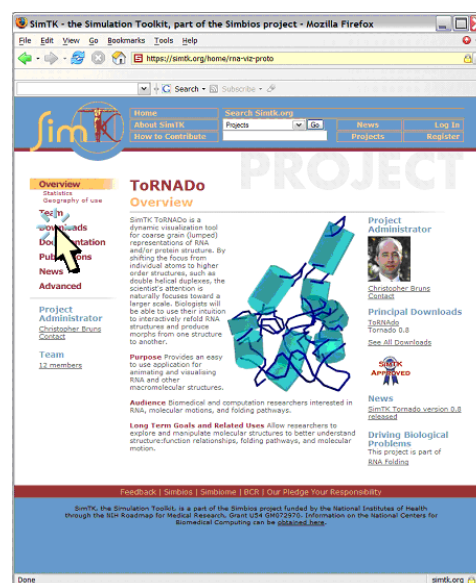 SimTK - the Simulation Toolkit, part of the Simbios project - Mozilla Firefox
File Edit View Go Bookmarks Tools Help
https://simtk.org/home/rna-viz-proto
Search Subscribe
SimTK
Home
About SimTK
How to Contribute
Search Simtk.org
Projects Go
News
Projects
Log In
Register
PROJECT
Overview
Statistics
Geography of use
Team
Downloads
Documentation
Publications
News
Advanced
Project
Administrator
Christopher Bruns
Contact
Team
12 members
ToRNADo
Overview
SimTK ToRNADo is a
dynamic visualization tool
for coarse grain (lumped)
representations of RNA
and/or protein structure. By
shifting the focus from
individual atoms to higher
order structures, such as
double helical duplexes, the
scientist's attention is
naturally focuses toward a
larger scale. Biologists will
be able to use their intuition
to interactively refold RNA
structures and produce
morphs from one structure
to another.
Purpose Provides an easy
to use application for
animating and visualising
RNA and other
macromolecular structures.
Audience Biomedical and computation researchers interested in
RNA, molecular motions, and folding pathways.
Long Term Goals and Related Uses Allow researchers to
explore and manipulate molecular structures to better understand
structure:function relationships, folding pathways, and molecular
motion.
Project
Administrator
Christopher Bruns
Contact
Principal Downloads
ToRNAdo
Tornado 0.8
See All Downloads
SimTK
APPROVED
News
SimTK Tornado version 0.8
released
Driving Biological
Problems
This project is part of
RNA Folding
Feedback | Simbios | Simbiome | BCR | Our Pledge Your Responsibility
SimTK, the Simulation Toolkit, is a part of the Simbios project funded by the National Institutes of Health
through the NIH Roadmap for Medical Research, Grant U54 GM072970. Information on the National Centers for
Biomedical Computing can be obtained here.
Done
simtk.org